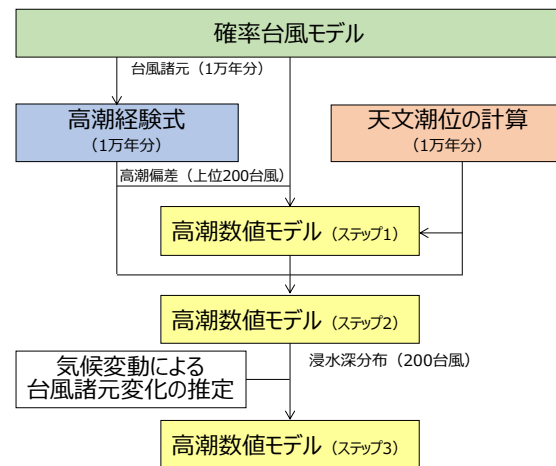 確率台風モデル
台風諸元（1万年分）
高潮経験式
（1万年分）
天文潮位の計算
（1万年分）
高潮偏差（上位200台風）
高潮数値モデル（ステップ1）
高潮数値モデル（ステップ2）
気候変動による
台風諸元変化の推定
浸水深分布（200台風）
高潮数値モデル（ステップ3）